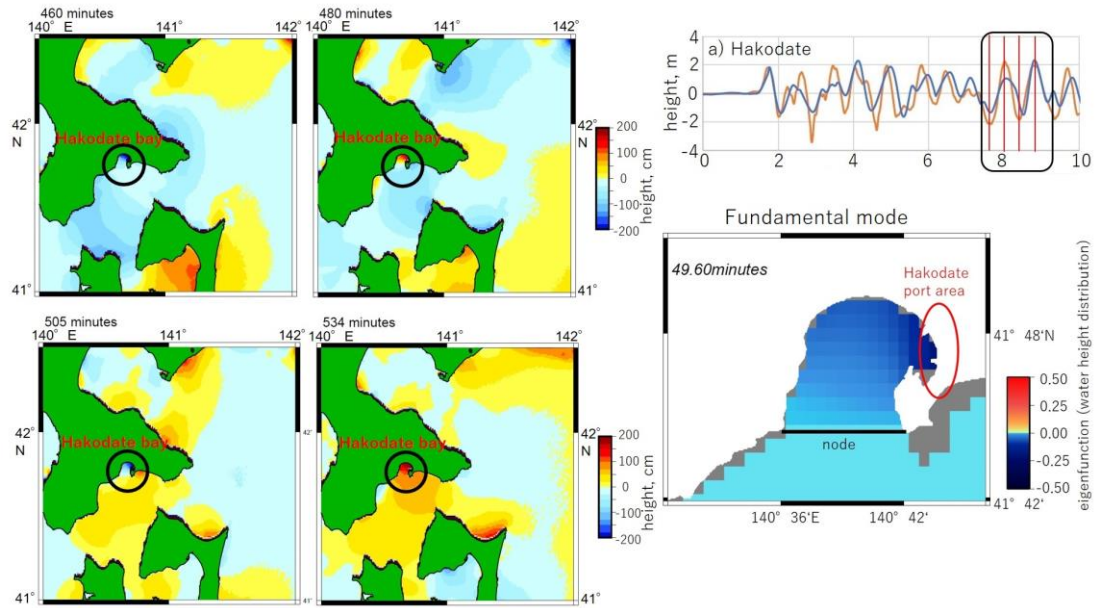 460 minutes
140° E 141° 142°
42°
N
Hakodate bay
41°
480 minutes
140° E 141° 142°
42°
N
Hakodate bay
41°
200
100
0
-100
-200
height, cm
505 minutes
140° E 141° 142°
42°
N
Hakodate bay
41°
534 minutes
140° E 141° 142°
42°
N
Hakodate bay
41°
200
100
0
-100
-200
height, cm
a) Hakodate
height, m
4
2
0
-2
-4
0 2 4 6 8 10
Fundamental mode
49.60minutes
Hakodate
port area
node
41° 48'N
41° 42'
140° 36'E 140° 42'
0.50
0.25
0.00
-0.25
-0.50
eigenfunction (water height distribution)